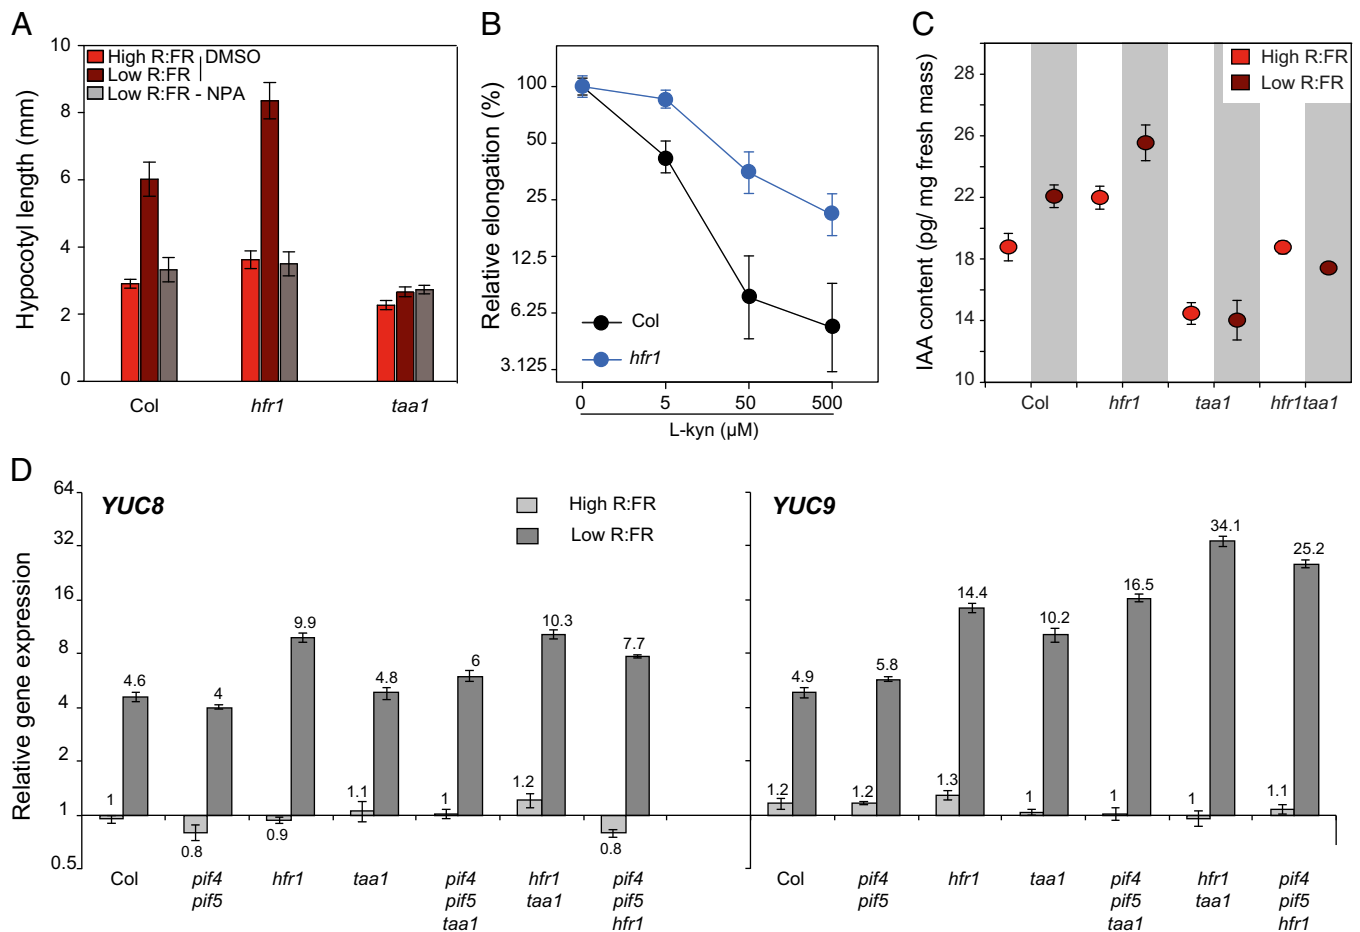 A
Hypocotyl length (mm)
10
8
6
4
2
0
High R:FR DMSO
Low R:FR
Low R:FR - NPA
Col
hfr1
taa1
B
Relative elongation (%)
100
50
25
12.5
6.25
3.125
Col
hfr1
0
5
50
500
L-kyn (µM)
C
IAA content (pg/ mg fresh mass)
28
26
22
18
14
10
High R:FR
Low R:FR
Col
hfr1
taa1
hfr1taa1
D
Relative gene expression
64
32
16
8
4
2
1
0.5
YUC8
High R:FR
Low R:FR
1
4.6
0.8
4
0.9
9.9
1.1
4.8
1
6
1.2
10.3
0.8
7.7
Col
pif4
pif5
hfr1
taa1
pif4
pif5
taa1
hfr1
taa1
pif4
pif5
hfr1
YUC9
1.2
4.9
1.2
5.8
1.3
14.4
1
10.2
1
16.5
1
34.1
1.1
25.2
Col
pif4
pif5
hfr1
taa1
pif4
pif5
taa1
hfr1
taa1
pif4
pif5
hfr1